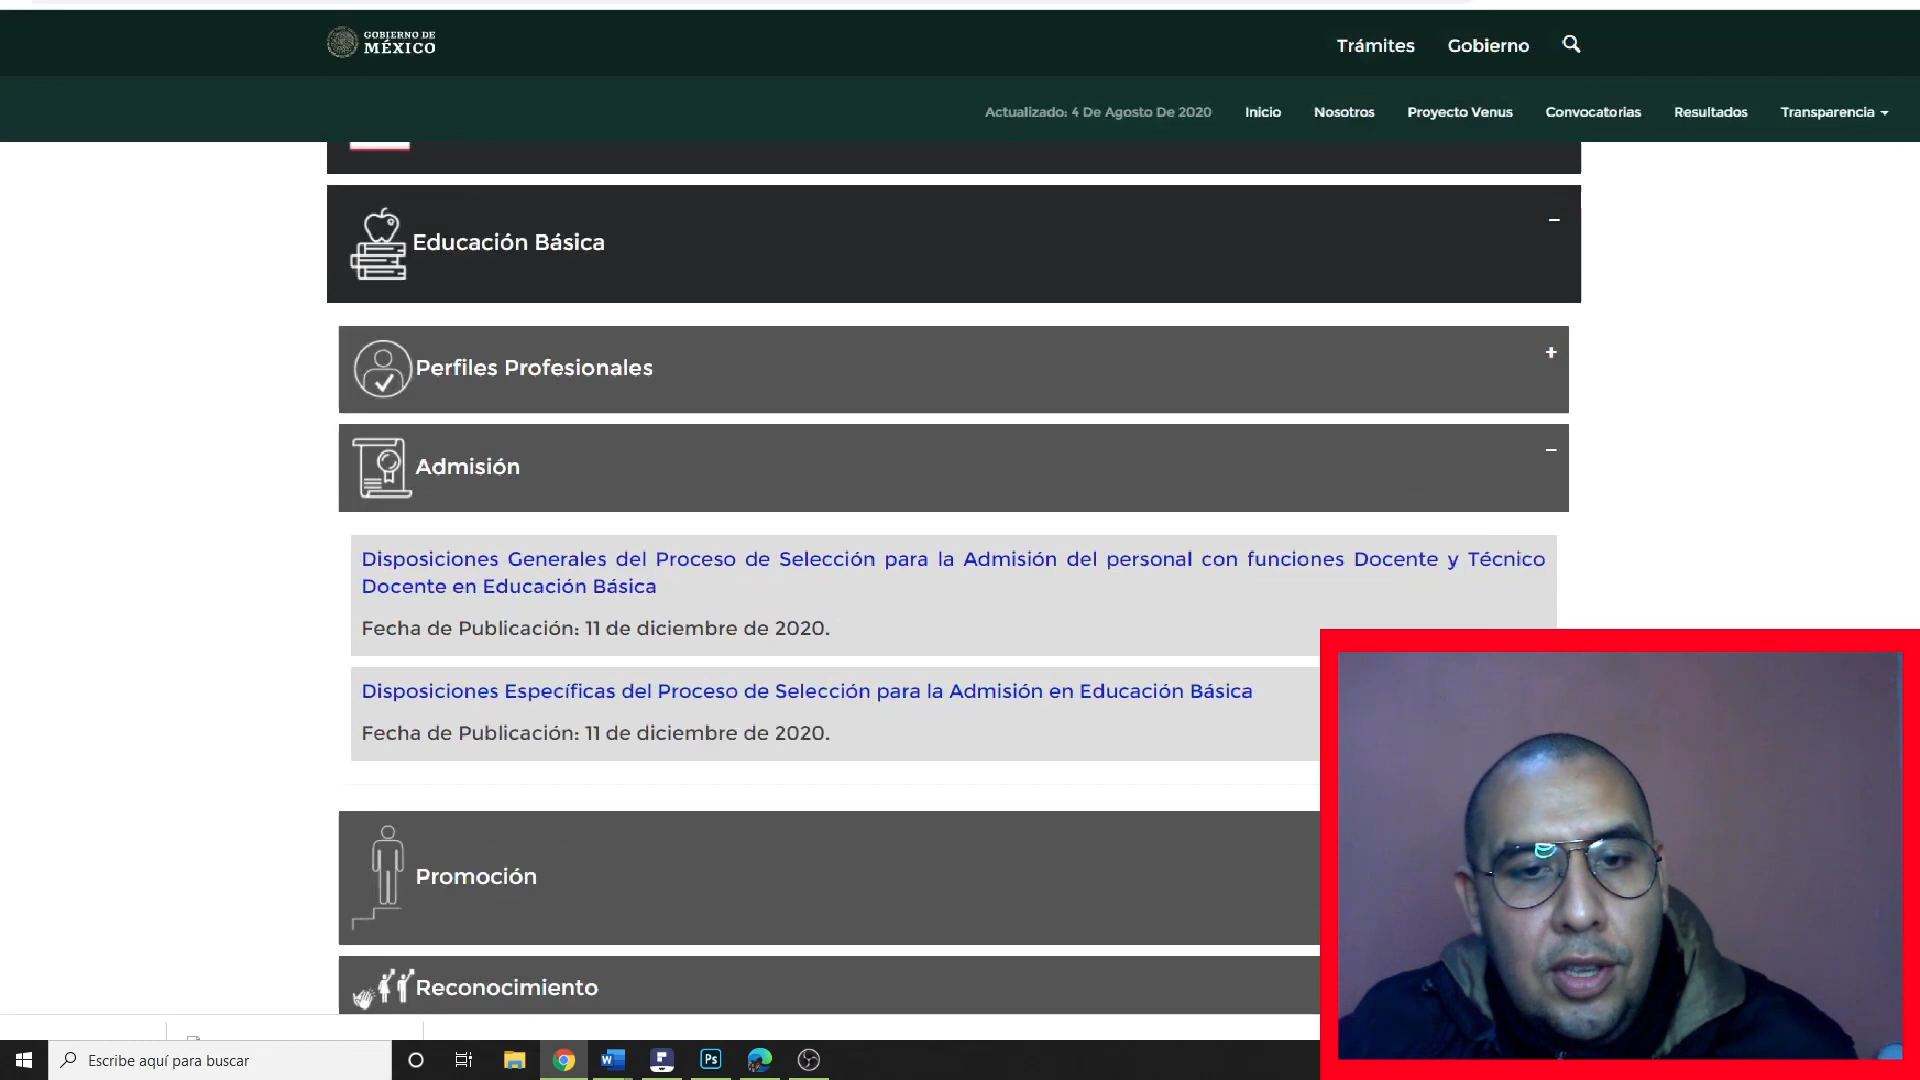 GOBIERNO DE
MÉXICO
Trámites
Gobierno
Actualizado: 4 De Agosto De 2020
Inicio
Nosotros
Proyecto Venus
Convocatorias
Resultados
Transparencia
Educación Básica
Perfiles Profesionales
Admisión
Disposiciones Generales del Proceso de Selección para la Admisión del personal con funciones Docente y Técnico
Docente en Educación Básica
Fecha de Publicación: 11 de diciembre de 2020.
Disposiciones Específicas del Proceso de Selección para la Admisión en Educación Básica
Fecha de Publicación: 11 de diciembre de 2020.
Promoción
Reconocimiento
Escribe aquí para buscar
W
Ps